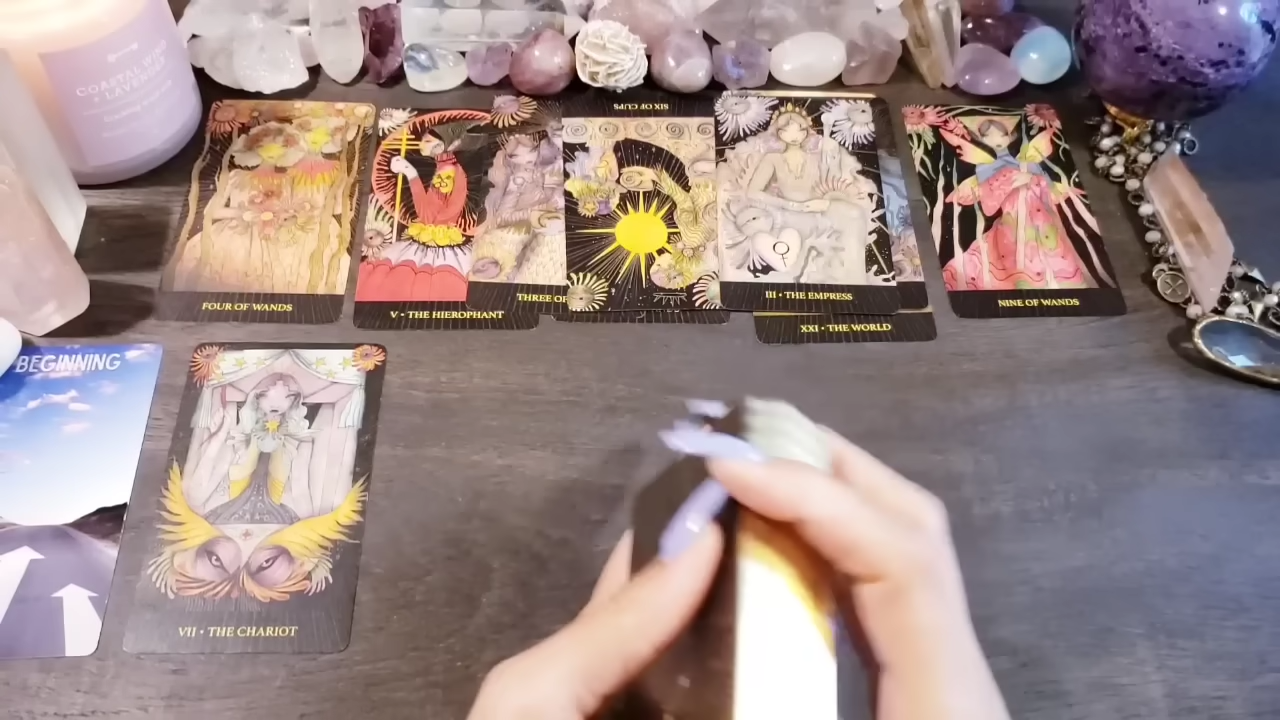 COASTAL WIND
+ LAVENDER
SIX OF CUPS
FOUR OF WANDS
V • THE HIEROPHANT
THREE OF
III • THE EMPRESS
XXI • THE WORLD
NINE OF WANDS
BEGINNING
VII • THE CHARIOT